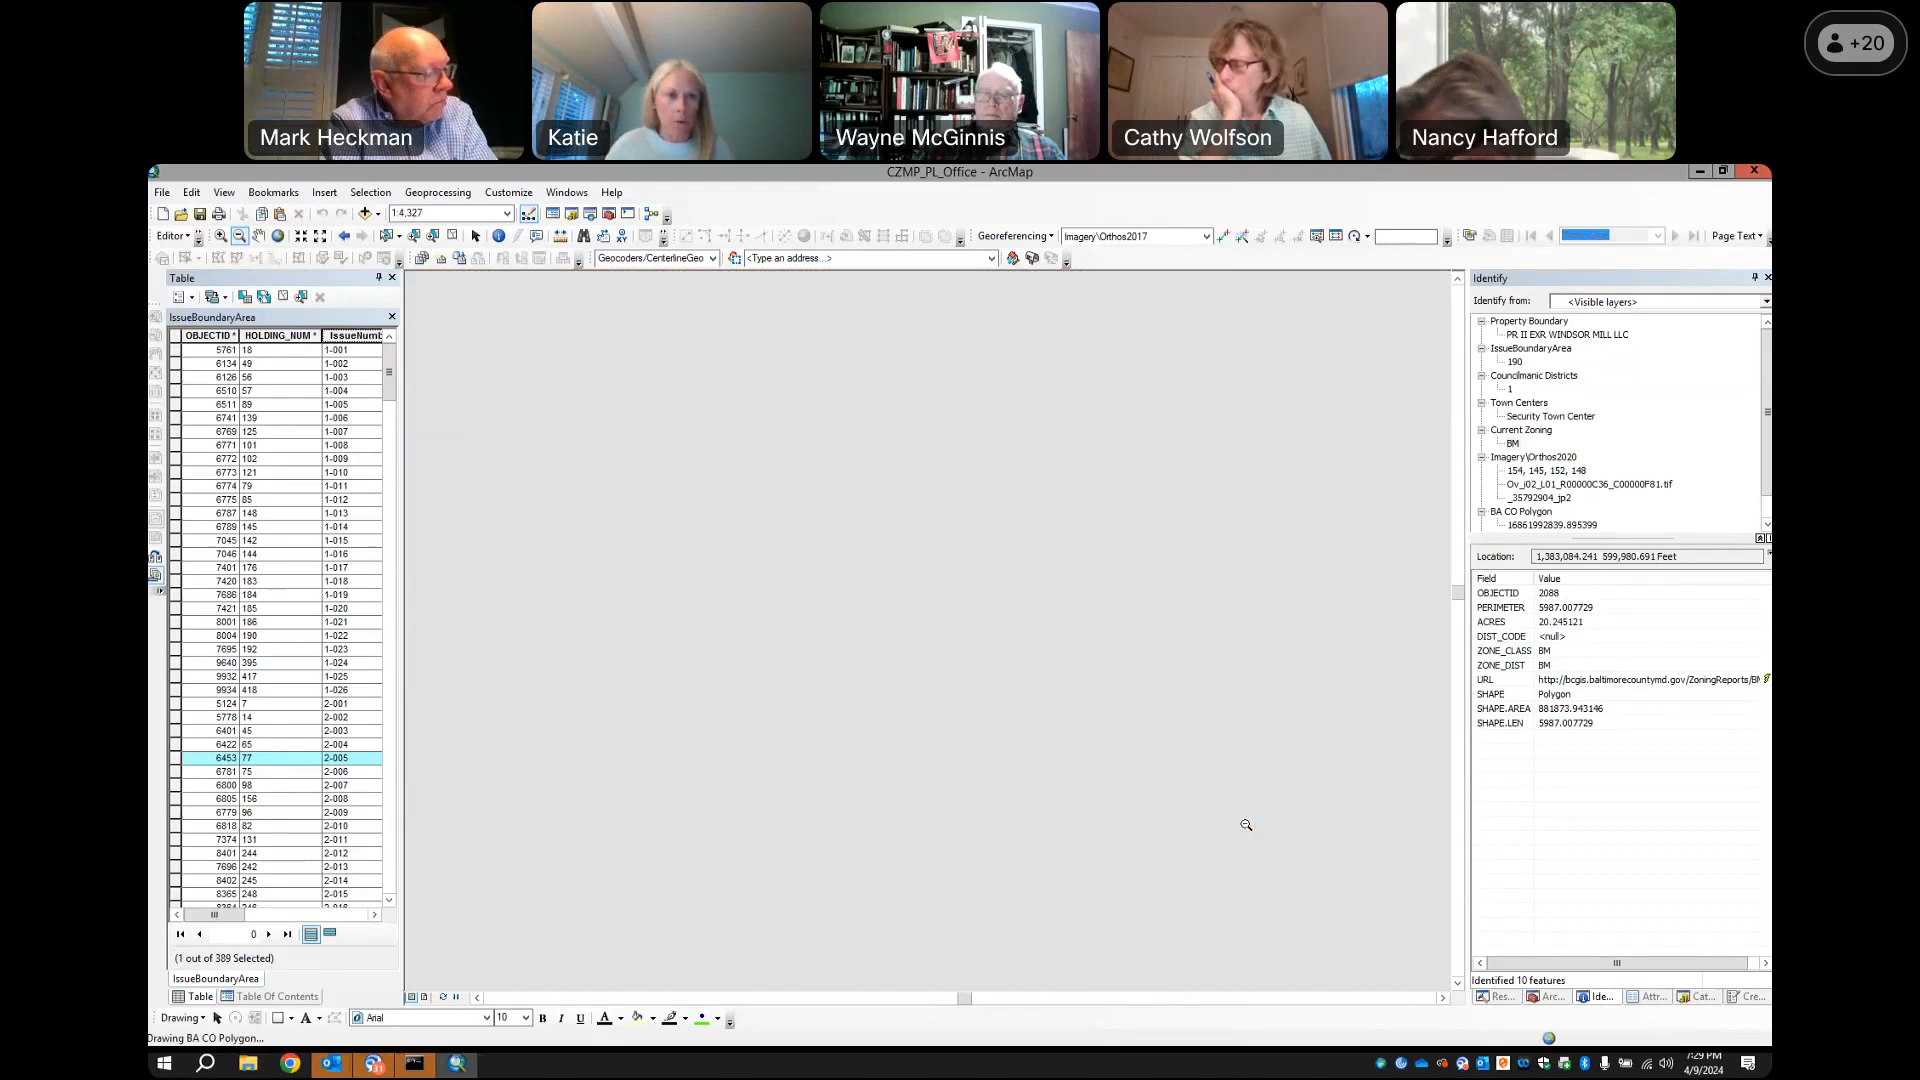 Mark Heckman
Katie
Wayne McGinnis
Cathy Wolfson
Nancy Hafford
+20
CZMP_PL_Office - ArcMap
File Edit View Bookmarks Insert Selection Geoprocessing Customize Windows Help
1:4,327
Editor Georeferencing Imagery\Orthos2017 Page Text
Geocoders/CenterlineGeo <Type an address...>
Table
IssueBoundaryArea
OBJECTID * HOLDING_NUM * IssueNumb
5761 18 1-001
6134 49 1-002
6126 56 1-003
6510 57 1-004
6511 89 1-005
6741 139 1-006
6769 125 1-007
6771 101 1-008
6772 102 1-009
6773 121 1-010
6774 79 1-011
6775 85 1-012
6787 148 1-013
6789 145 1-014
7045 142 1-015
7046 144 1-016
7401 176 1-017
7420 183 1-018
7686 184 1-019
7421 185 1-020
8001 186 1-021
8004 190 1-022
7695 192 1-023
9640 395 1-024
9932 417 1-025
9934 418 1-026
5124 7 2-001
5778 14 2-002
6401 45 2-003
6422 65 2-004
6453 77 2-005
6781 75 2-006
6800 98 2-007
6805 156 2-008
6779 96 2-009
6818 82 2-010
7374 131 2-011
8401 244 2-012
7696 242 2-013
8402 245 2-014
8365 248 2-015
0
(1 out of 389 Selected)
IssueBoundaryArea
Table Table Of Contents
Identify
Identify from: <Visible layers>
Property Boundary
PR II EXR WINDSOR MILL LLC
IssueBoundaryArea
190
Councilmanic Districts
1
Town Centers
Security Town Center
Current Zoning
BM
Imagery\Orthos2020
154, 145, 152, 148
Ov_i02_L01_R00000C36_C00000F81.tif
_35792904_jp2
BA CO Polygon
16861992839.895399
Location: 1,383,084.241 599,980.691 Feet
Field Value
OBJECTID 2088
PERIMETER 5987.007729
ACRES 20.245121
DIST_CODE <null>
ZONE_CLASS BM
ZONE_DIST BM
URL http://bcgis.baltimorecountymd.gov/ZoningReports/BM
SHAPE Polygon
SHAPE.AREA 881873.943146
SHAPE.LEN 5987.007729
Identified 10 features
Res... Arc... Ide... Attr... Cat... Cre...
Drawing Arial 10 B I U A
Drawing BA CO Polygon...
31
7:29 PM
4/9/2024